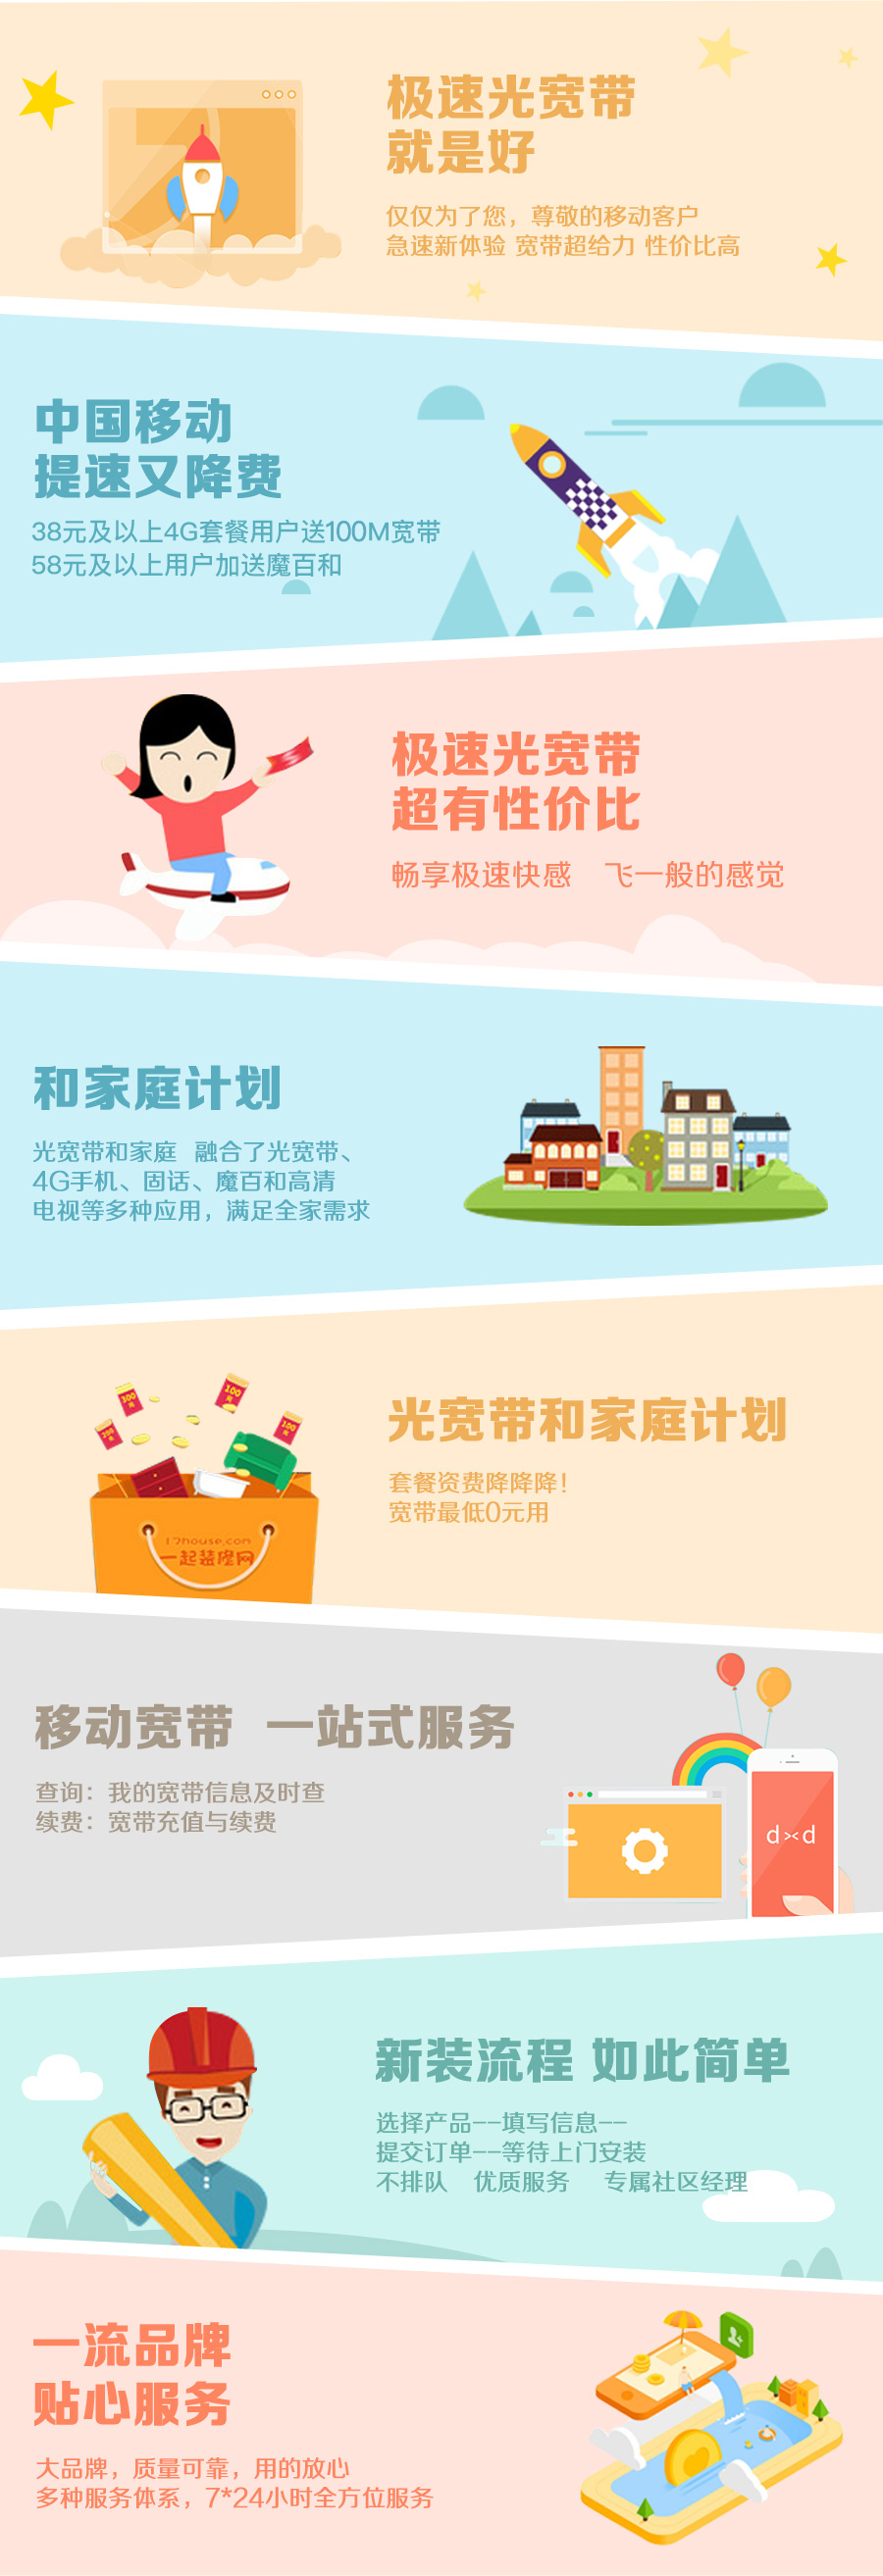 极速光宽带
就是好
仅仅为了您，尊敬的移动客户
急速新体验 宽带超给力 性价比高
中国移动
提速又降费
38元及以上4G套餐用户送100M宽带
58元及以上用户加送魔百和
极速光宽带
超有性价比
畅享极速快感 飞一般的感觉
和家庭计划
光宽带和家庭 融合了光宽带、
4G手机、固话、魔百和高清
电视等多种应用，满足全家需求
100
17house.com
一起装修网
光宽带和家庭计划
套餐资费降降降！
宽带最低0元用
移动宽带 一站式服务
查询：我的宽带信息及时查
续费：宽带充值与续费
d><d
新装流程 如此简单
选择产品——填写信息——
提交订单——等待上门安装
不排队 优质服务 专属社区经理
一流品牌
贴心服务
大品牌，质量可靠，用的放心
多种服务体系，7*24小时全方位服务